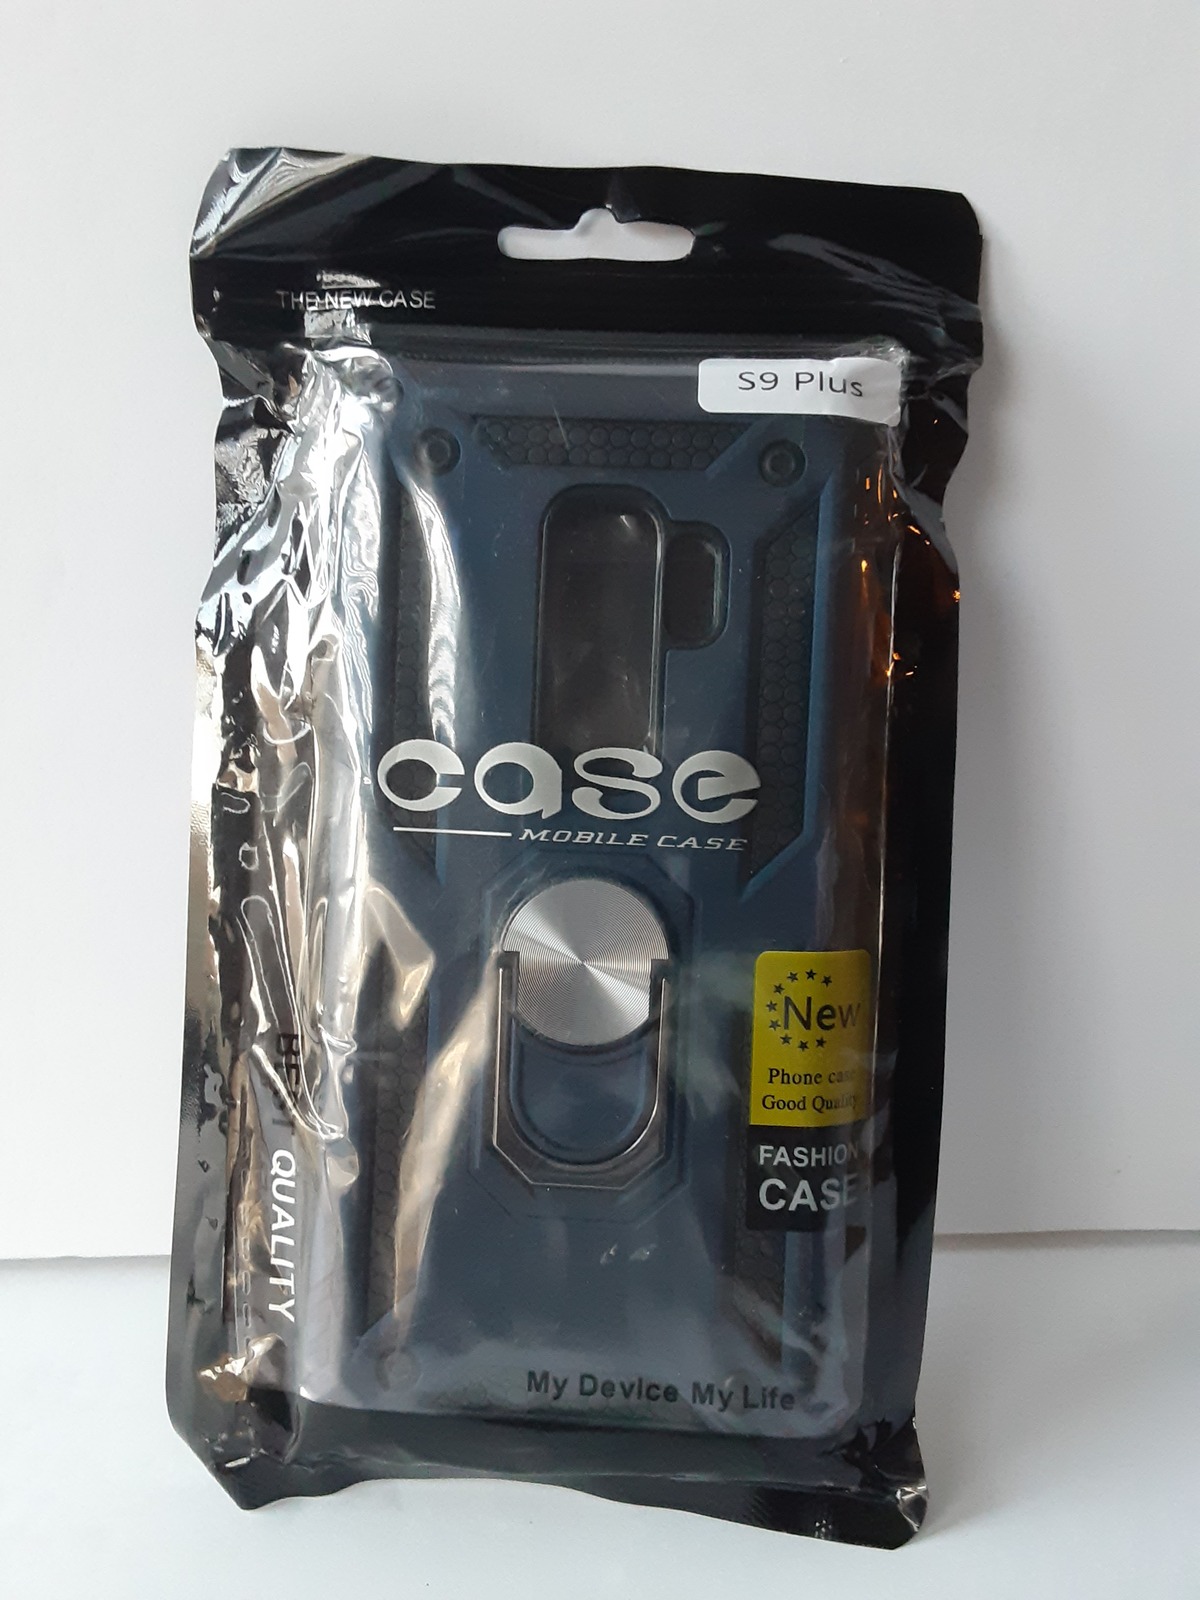 THE NEW CASE
S9 Plus
case
MOBILE CASE
New
Phone case
Good Quality
FASHION
CASE
BEST QUALITY
My Device My Life